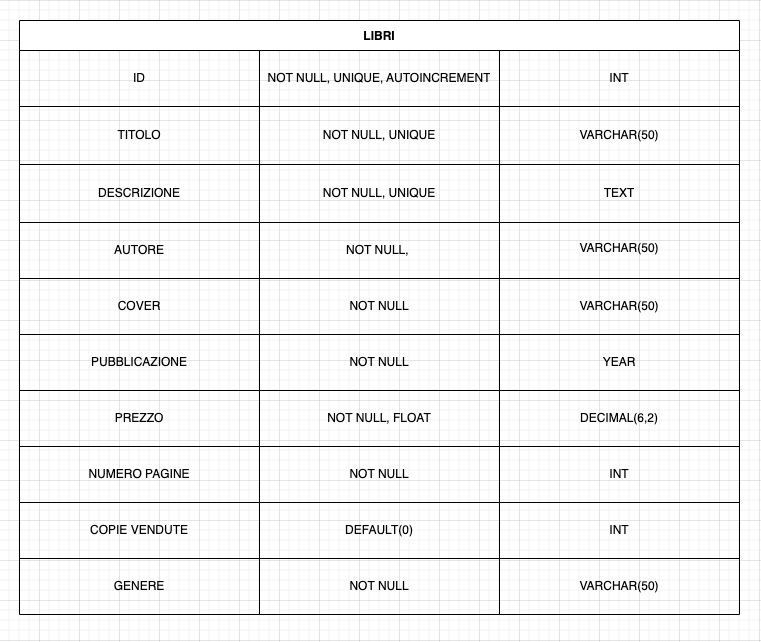 LIBRI
ID NOT NULL, UNIQUE, AUTOINCREMENT INT
TITOLO NOT NULL, UNIQUE VARCHAR(50)
DESCRIZIONE NOT NULL, UNIQUE TEXT
AUTORE NOT NULL, VARCHAR(50)
COVER NOT NULL VARCHAR(50)
PUBBLICAZIONE NOT NULL YEAR
PREZZO NOT NULL, FLOAT DECIMAL(6,2)
NUMERO PAGINE NOT NULL INT
COPIE VENDUTE DEFAULT(0) INT
GENERE NOT NULL VARCHAR(50)